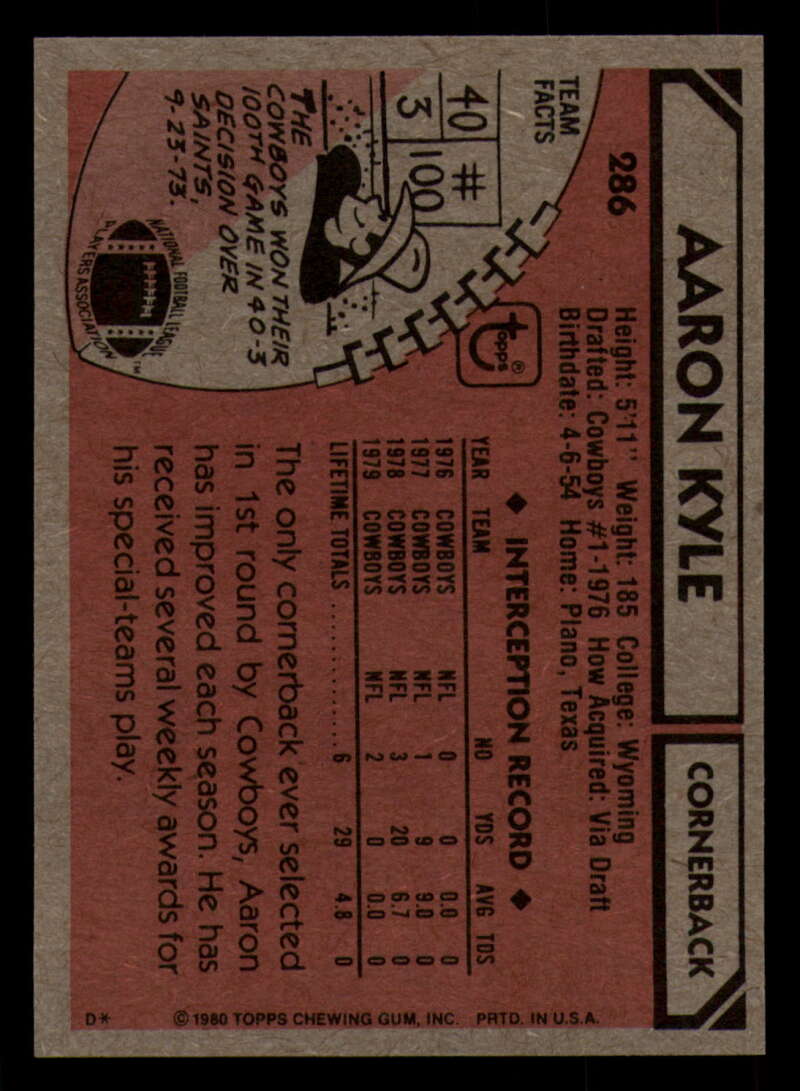 286
AARON KYLE
CORNERBACK
Height: 5'11" Weight: 185 College: Wyoming
Drafted: Cowboys #1-1976 How Acquired: Via Draft
Birthdate: 4-6-54 Home: Plano, Texas
TEAM
FACTS
40 #
3 100
THE
COWBOYS WON THEIR
100TH GAME IN 40-3
DECISION OVER
SAINTS,
9-23-73.
topps®
NATIONAL FOOTBALL LEAGUE
PLAYERS ASSOCIATION
TM
◆ INTERCEPTION RECORD ◆
YEAR TEAM NO YDS AVG TDS
1976 COWBOYS NFL 0 0 0.0 0
1977 COWBOYS NFL 1 9 9.0 0
1978 COWBOYS NFL 3 20 6.7 0
1979 COWBOYS NFL 2 0 0.0 0
LIFETIME TOTALS .............. 6 29 4.8 0
The only cornerback ever selected
in 1st round by Cowboys, Aaron
has improved each season. He has
received several weekly awards for
his special-teams play.
D* © 1980 TOPPS CHEWING GUM, INC. PRTD. IN U.S.A.